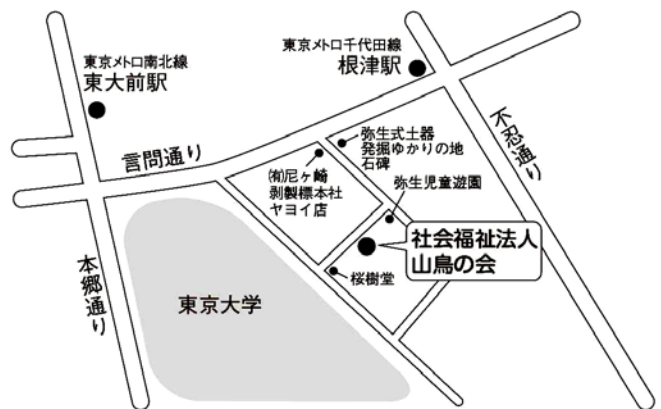 東京メトロ南北線
東大前駅
東京メトロ千代田線
根津駅
不忍通り
言問通り
弥生式土器
発掘ゆかりの地
石碑
㈲尼ヶ崎
剥製標本社
ヤヨイ店
弥生児童遊園
社会福祉法人
山鳥の会
桜樹堂
本郷通り
東京大学